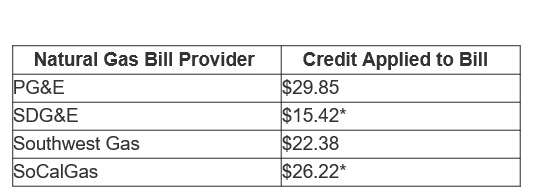 Natural Gas Bill Provider Credit Applied to Bill
PG&E $29.85
SDG&E $15.42*
Southwest Gas $22.38
SoCalGas $26.22*